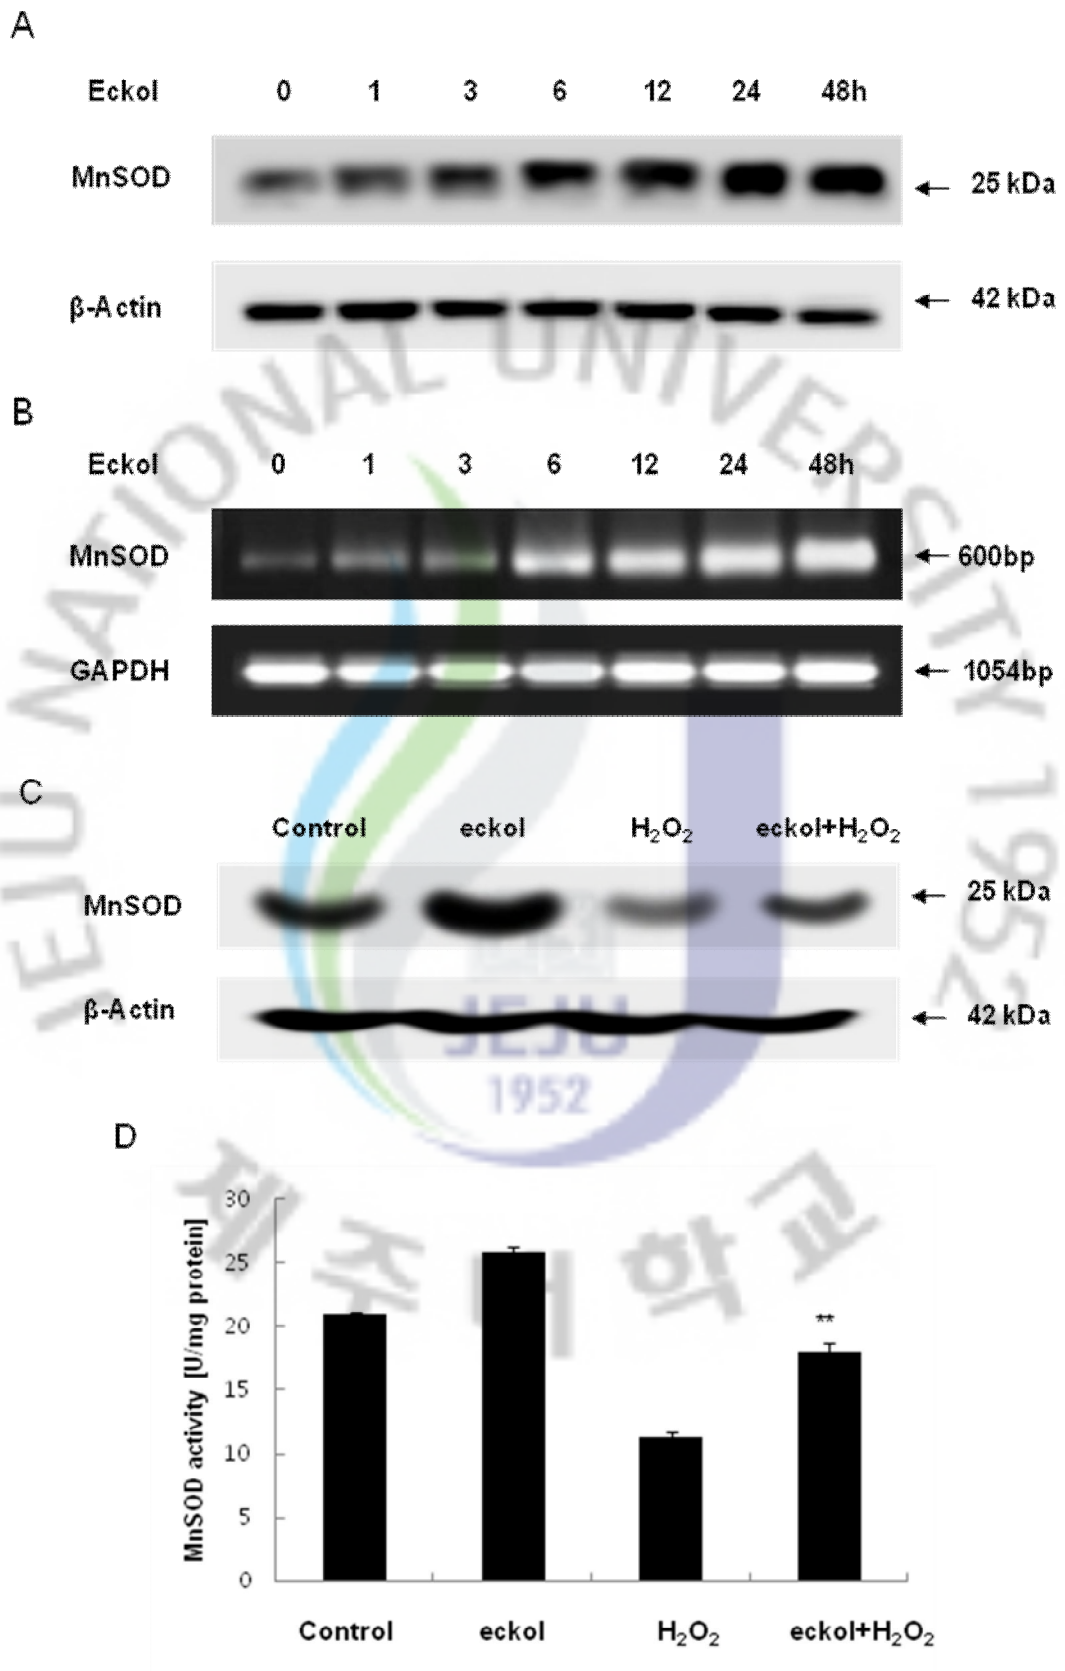 A
Eckol 0 1 3 6 12 24 48h
MnSOD ← 25 kDa
β-Actin ← 42 kDa
B
Eckol 0 1 3 6 12 24 48h
MnSOD ← 600bp
GAPDH ← 1054bp
C
Control eckol H₂O₂ eckol+H₂O₂
MnSOD ← 25 kDa
β-Actin ← 42 kDa
D
MnSOD activity [U/mg protein]
30
25
20
15
10
5
0
**
Control eckol H₂O₂ eckol+H₂O₂
JEJU NATIONAL UNIVERSITY 1952
JEJU
1952
제주대학교